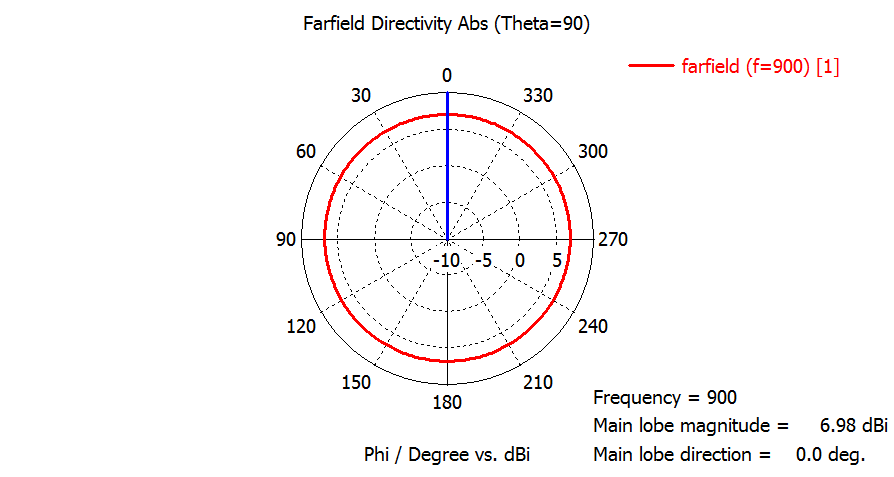 Farfield Directivity Abs (Theta=90)
farfield (f=900) [1]
0
30
330
60
300
90
270
-10 -5 0 5
120
240
150
210
180
Frequency = 900
Main lobe magnitude = 6.98 dBi
Phi / Degree vs. dBi
Main lobe direction = 0.0 deg.